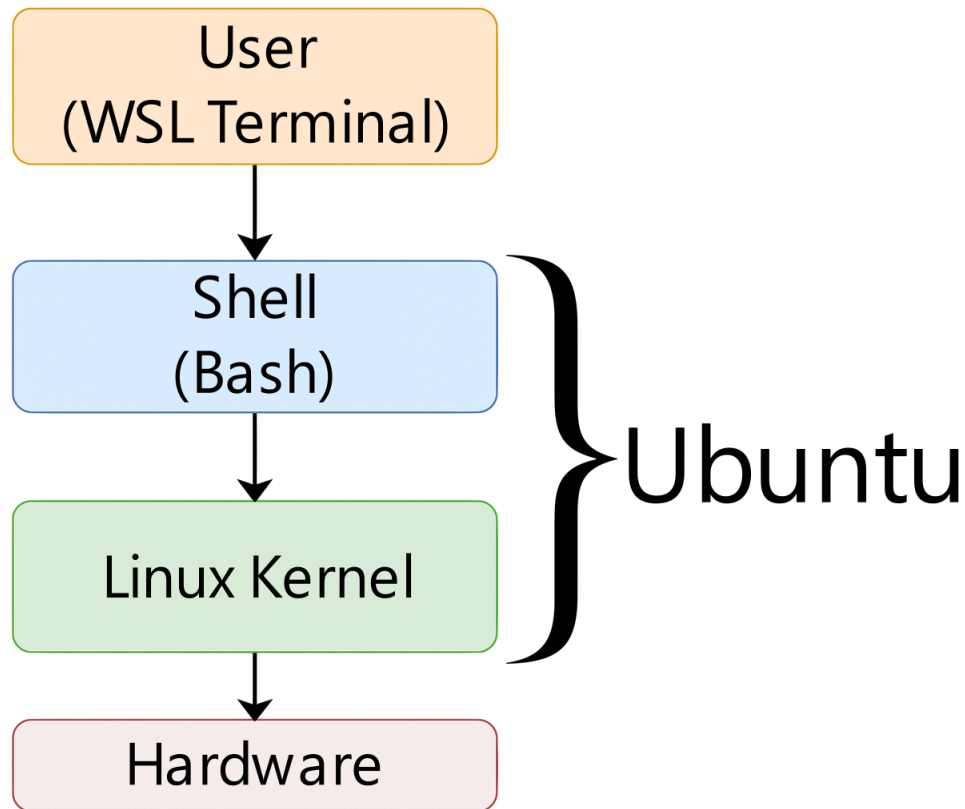 User
(WSL Terminal)
Shell
(Bash)
Ubuntu
Linux Kernel
Hardware